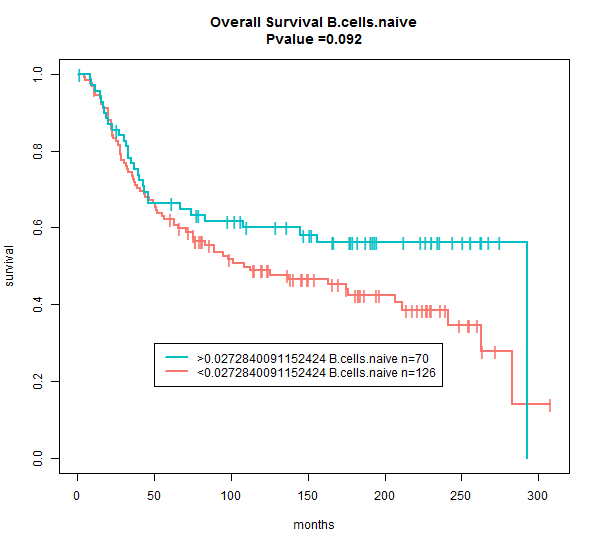 Overall Survival B.cells.naive
Pvalue =0.092
survival
1.0
0.8
0.6
0.4
0.2
0.0
>0.0272840091152424 B.cells.naive n=70
<0.0272840091152424 B.cells.naive n=126
0 50 100 150 200 250 300
months